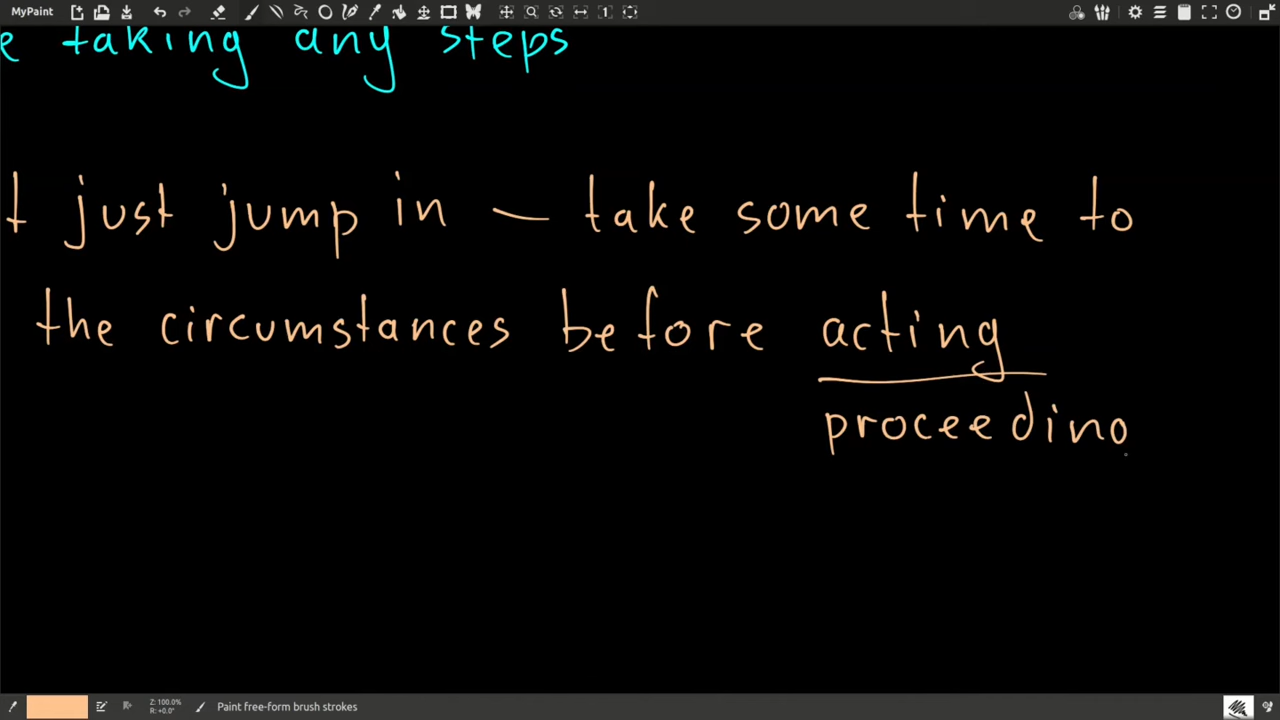 MyPaint
e taking any steps
t just jump in — take some time to
the circumstances before acting
proceedino
Z: 100.0%
R: +0.0°
Paint free-form brush strokes